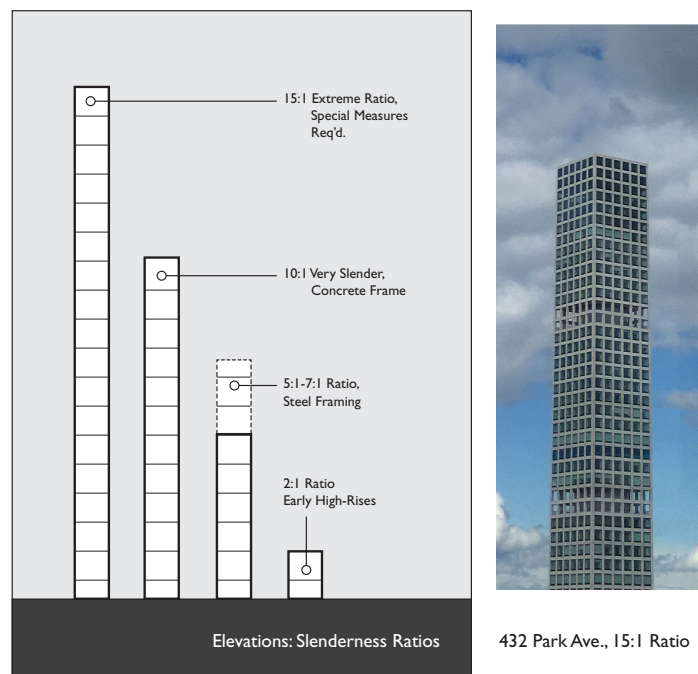 15:1 Extreme Ratio,
Special Measures
Req'd.
10:1 Very Slender,
Concrete Frame
5:1-7:1 Ratio,
Steel Framing
2:1 Ratio
Early High-Rises
Elevations: Slenderness Ratios
432 Park Ave., 15:1 Ratio